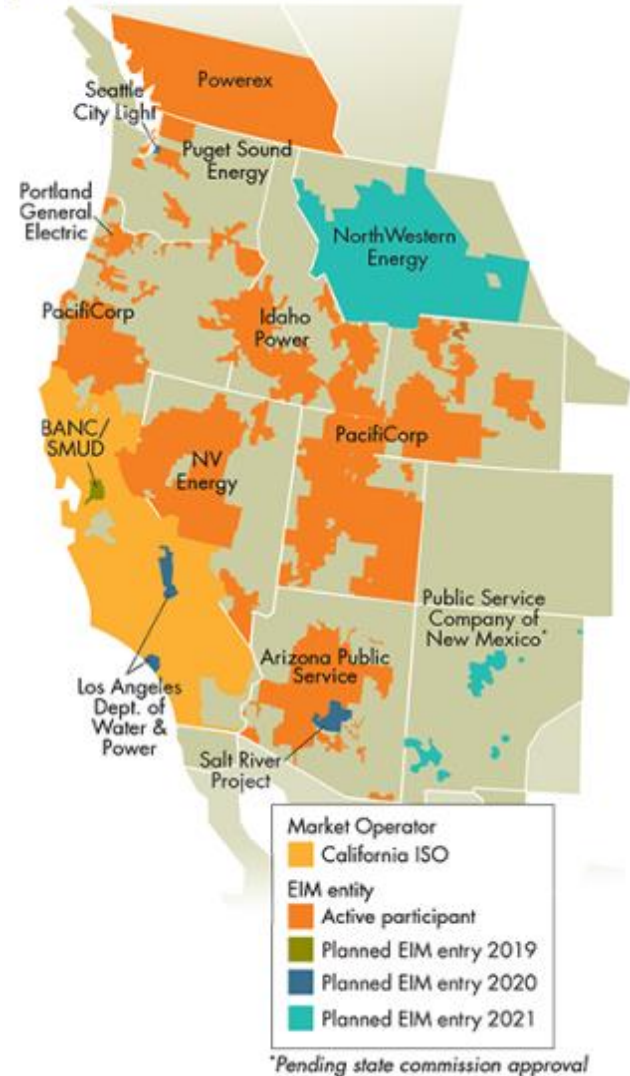 Powerex
Seattle
City Light
Puget Sound
Energy
Portland
General
Electric
NorthWestern
Energy
PacifiCorp
Idaho
Power
BANC/
SMUD
NV
Energy
PacifiCorp
Public Service
Company of
New Mexico*
Arizona Public
Service
Los Angeles
Dept. of
Water &
Power
Salt River
Project
Market Operator
California ISO
EIM entity
Active participant
Planned EIM entry 2019
Planned EIM entry 2020
Planned EIM entry 2021
*Pending state commission approval